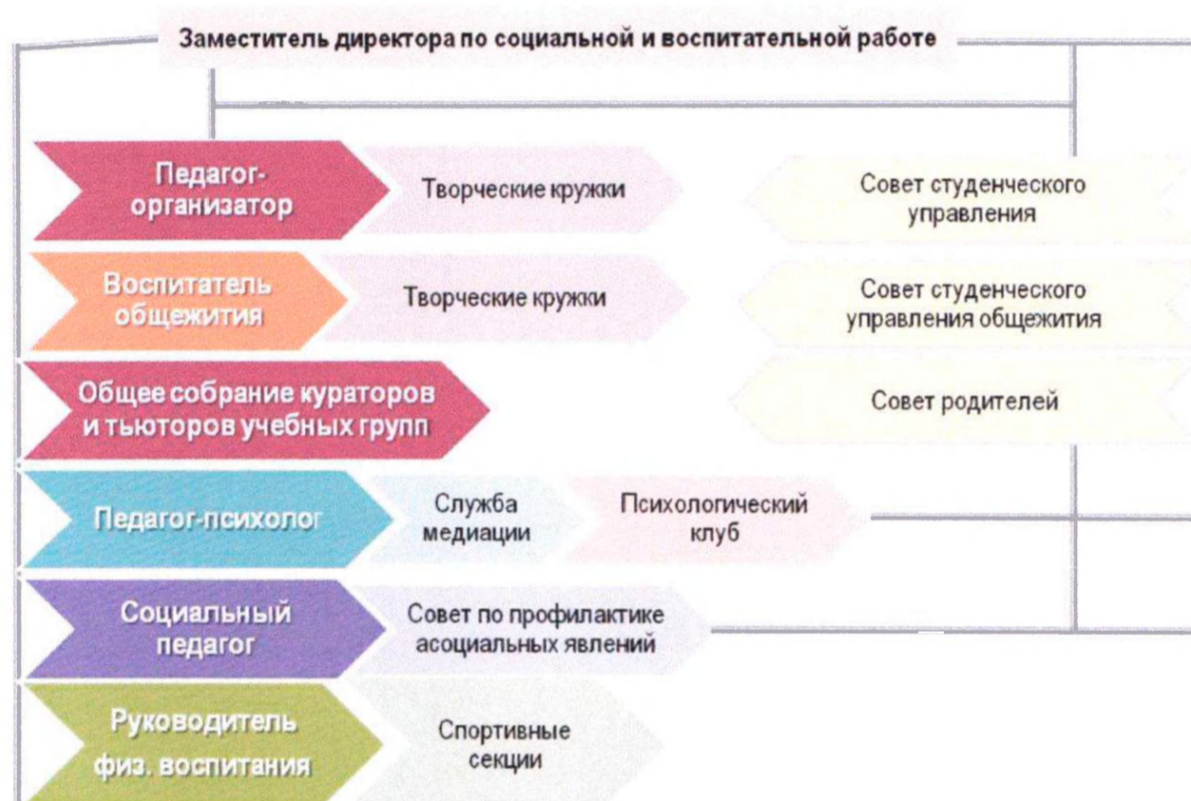 Заместитель директора по социальной и воспитательной работе
Педагог-
организатор
Творческие кружки
Совет студенческого
управления
Воспитатель
общежития
Творческие кружки
Совет студенческого
управления общежития
Общее собрание кураторов
и тьюторов учебных групп
Совет родителей
Педагог-психолог
Служба
медиации
Психологический
клуб
Социальный
педагог
Совет по профилактике
асоциальных явлений
Руководитель
физ. воспитания
Спортивные
секции